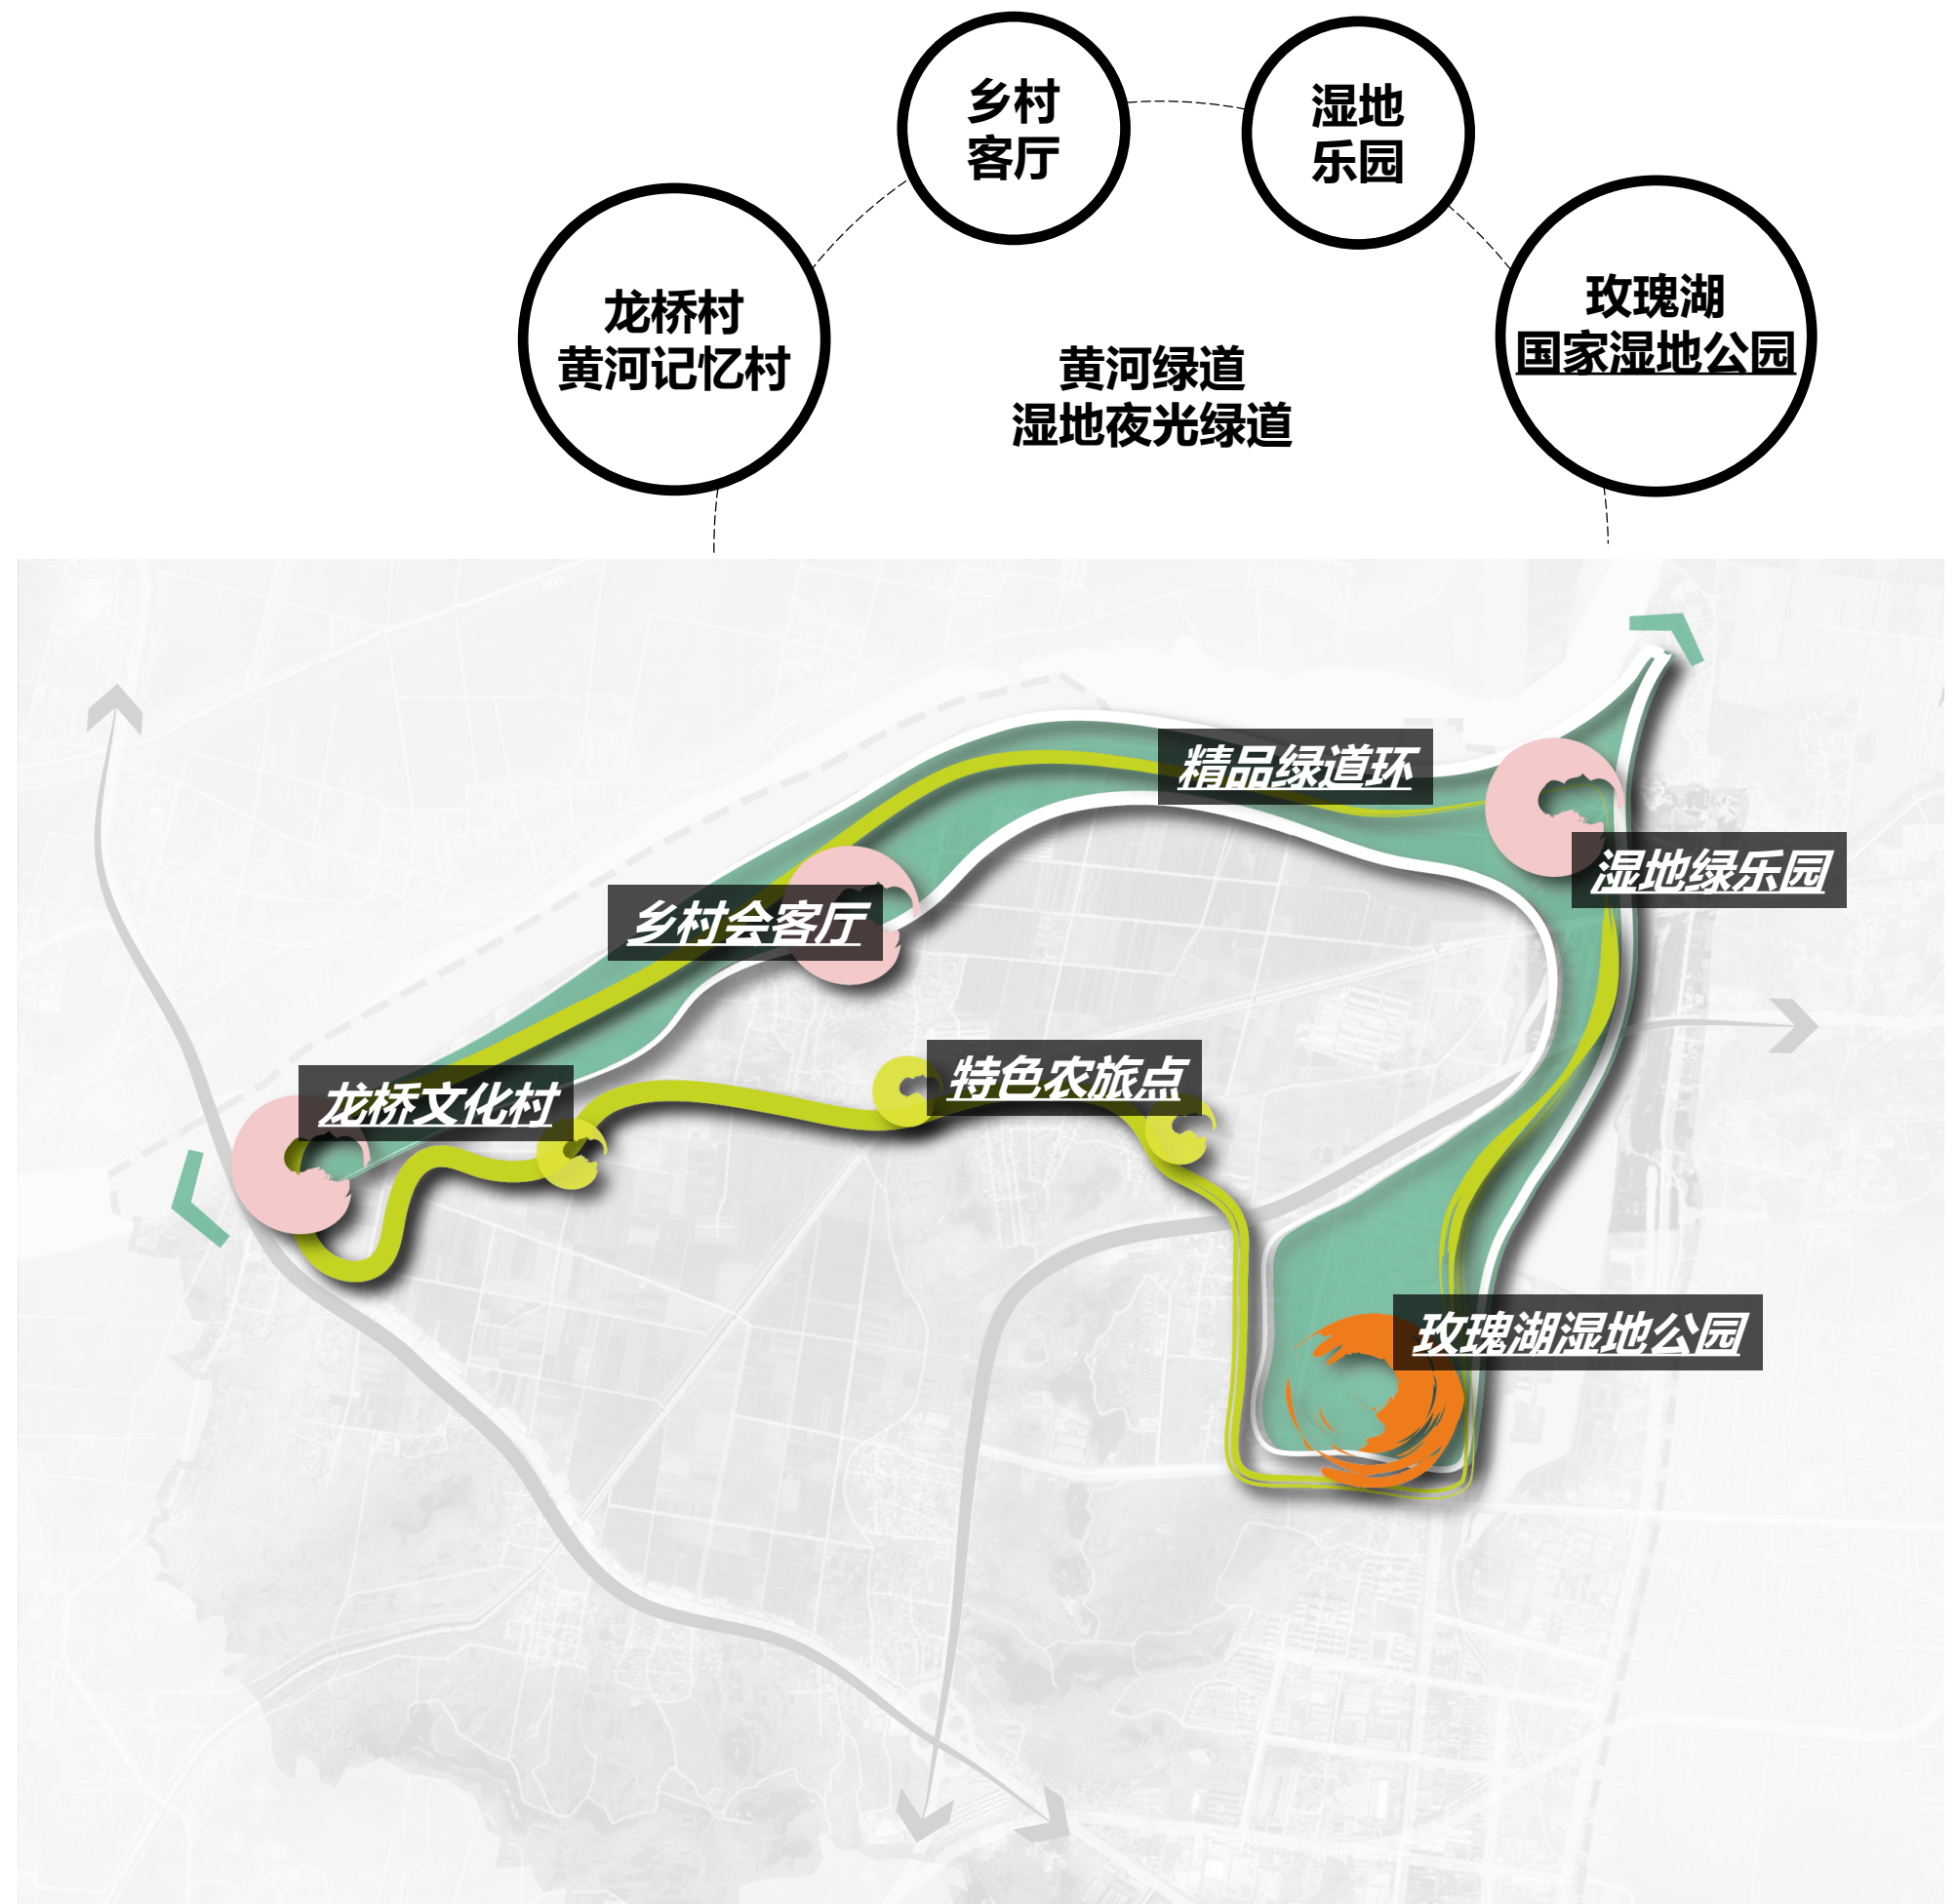 乡村
客厅
湿地
乐园
龙桥村
黄河记忆村
玫瑰湖
国家湿地公园
黄河绿道
湿地夜光绿道
精品绿道环
湿地绿乐园
乡村会客厅
特色农旅点
龙桥文化村
玫瑰湖湿地公园